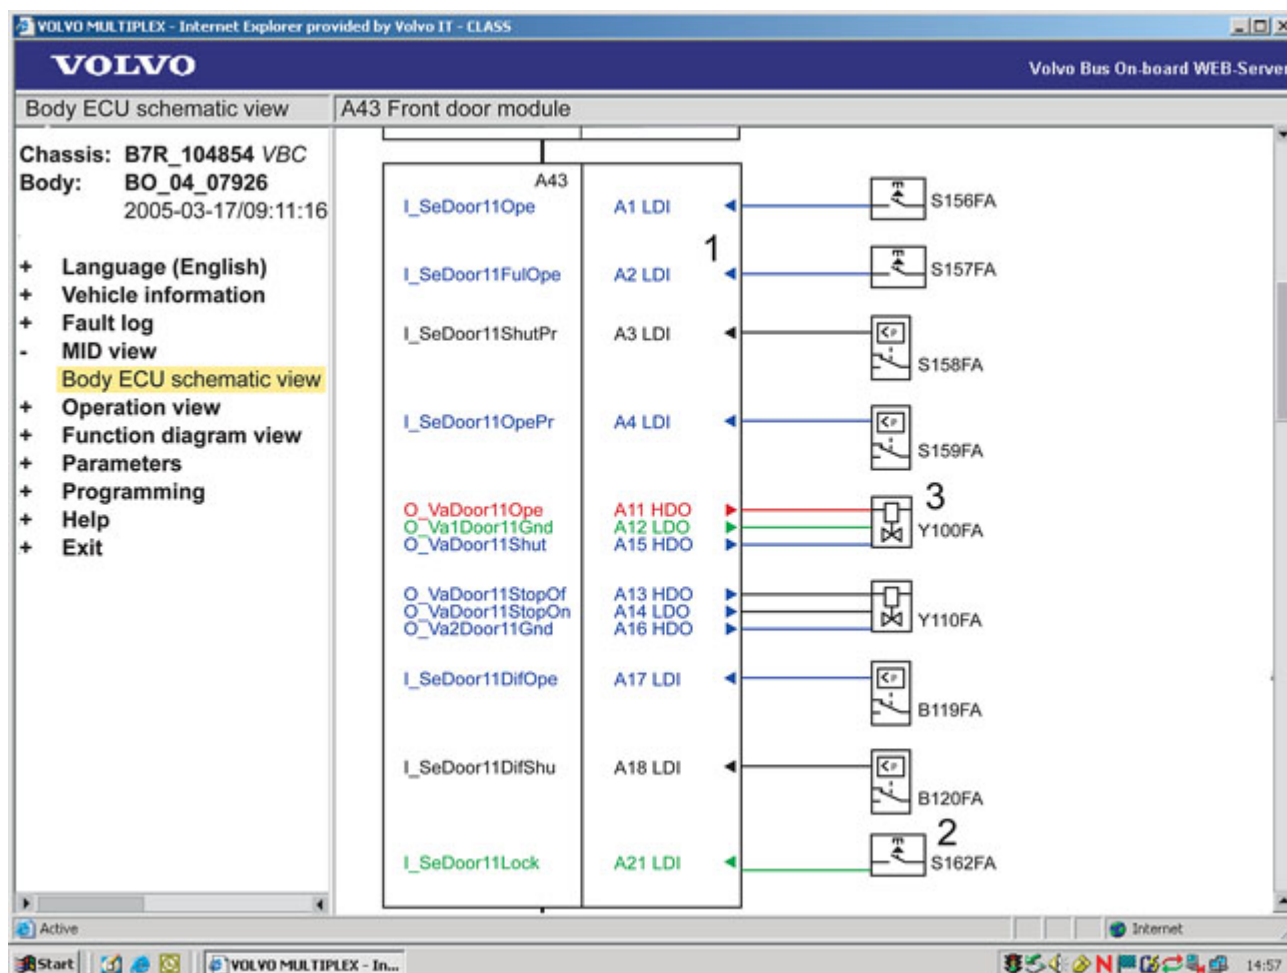 VOLVO MULTIPLEX - Internet Explorer provided by Volvo IT - CLASS
VOLVO
Volvo Bus On-board WEB-Server
Body ECU schematic view
A43 Front door module
Chassis: B7R_104854 VBC
Body: BO_04_07926
2005-03-17/09:11:16
+ Language (English)
+ Vehicle information
+ Fault log
- MID view
Body ECU schematic view
+ Operation view
+ Function diagram view
+ Parameters
+ Programming
+ Help
+ Exit
A43
I_SeDoor11Ope A1 LDI S156FA
1
I_SeDoor11FulOpe A2 LDI S157FA
I_SeDoor11ShutPr A3 LDI S158FA
I_SeDoor11OpePr A4 LDI S159FA
3
O_VaDoor11Ope A11 HDO
O_Va1Door11Gnd A12 LDO Y100FA
O_VaDoor11Shut A15 HDO
O_VaDoor11StopOf A13 HDO
O_VaDoor11StopOn A14 LDO Y110FA
O_Va2Door11Gnd A16 HDO
I_SeDoor11DifOpe A17 LDI B119FA
I_SeDoor11DifShu A18 LDI B120FA
2
I_SeDoor11Lock A21 LDI S162FA
Active
Internet
Start
VOLVO MULTIPLEX - In...
14:57